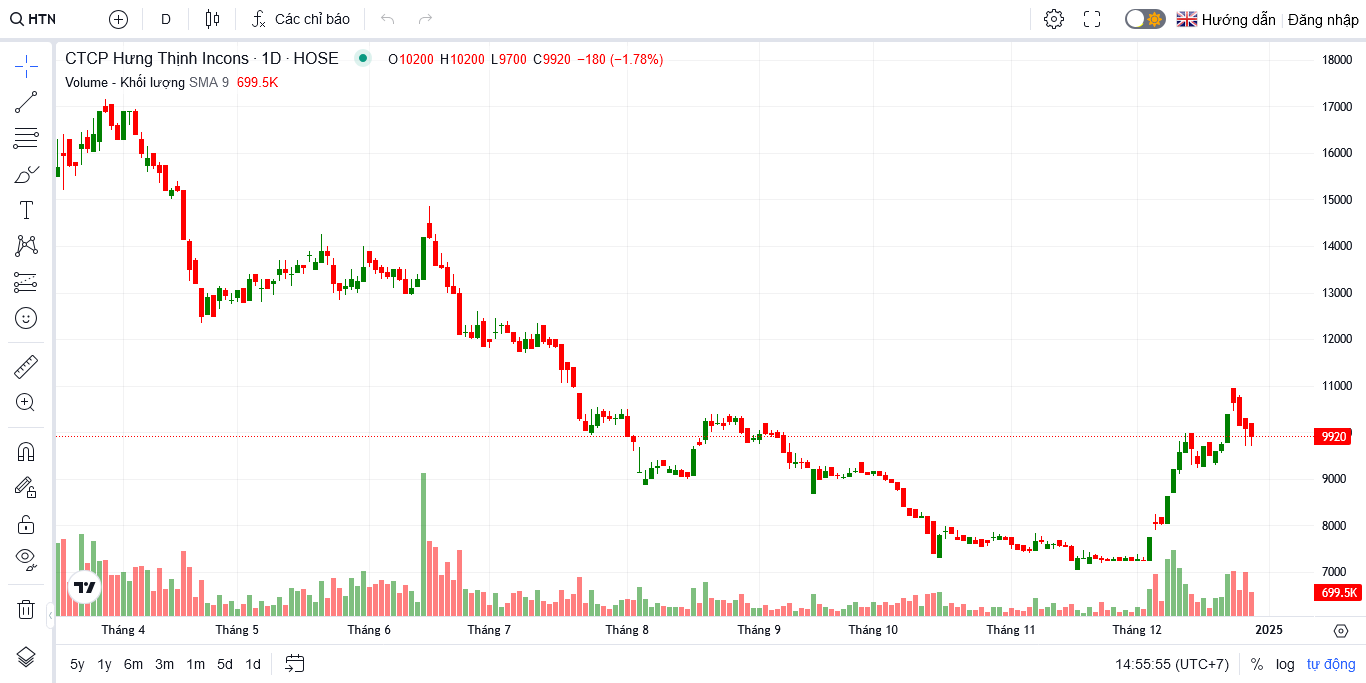 HTN D Các chỉ báo Hướng dẫn Đăng nhập
CTCP Hưng Thịnh Incons · 1D · HOSE O10200 H10200 L9700 C9920 −180 (−1.78%)
Volume - Khối lượng SMA 9 699.5K
18000
17000
16000
15000
14000
13000
12000
11000
9920
9000
8000
7000
699.5K
Tháng 4 Tháng 5 Tháng 6 Tháng 7 Tháng 8 Tháng 9 Tháng 10 Tháng 11 Tháng 12 2025
5y 1y 6m 3m 1m 5d 1d 14:55:55 (UTC+7) % log tự động